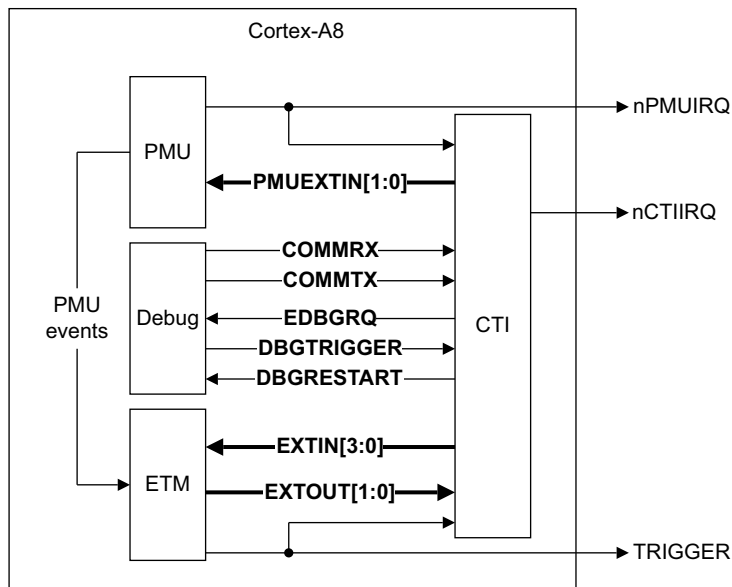 Cortex-A8
nPMUIRQ
PMU
PMUEXTIN[1:0]
nCTIIRQ
COMMRX
COMMTX
PMU
events
Debug
EDBGRQ
CTI
DBGTRIGGER
DBGRESTART
EXTIN[3:0]
ETM
EXTOUT[1:0]
TRIGGER